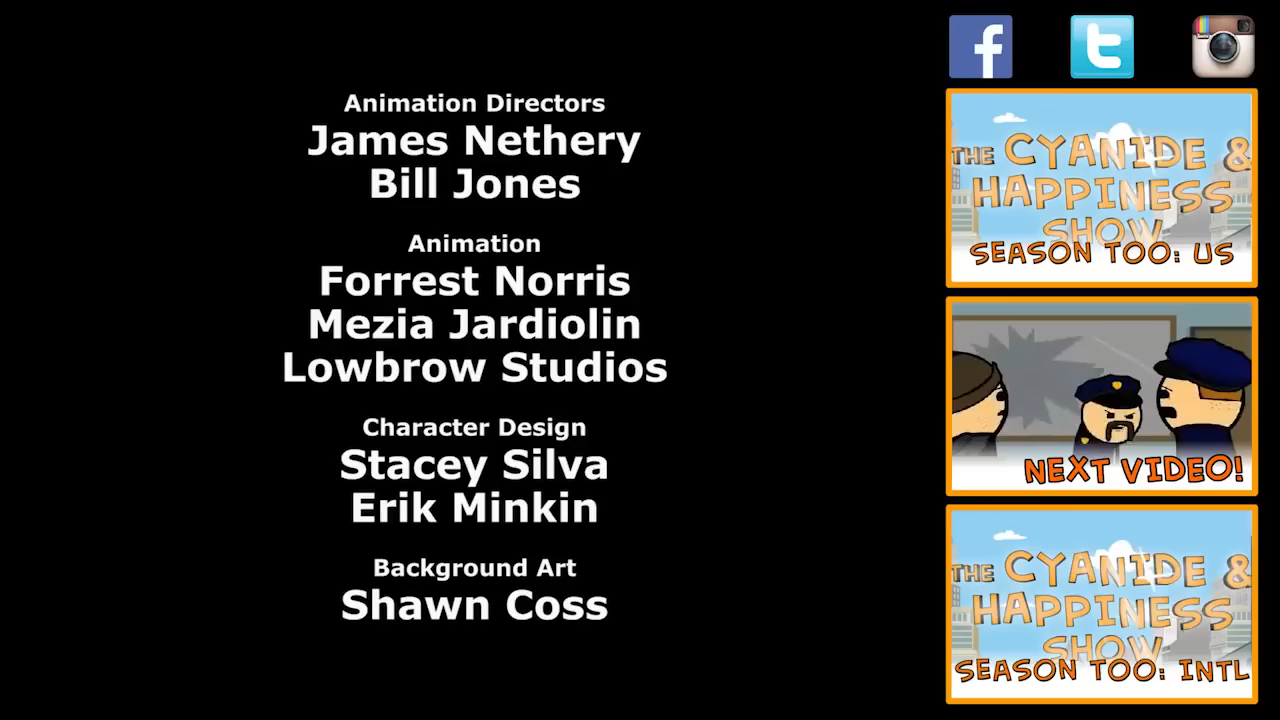 Animation Directors
James Nethery
Bill Jones
Animation
Forrest Norris
Mezia Jardiolin
Lowbrow Studios
Character Design
Stacey Silva
Erik Minkin
Background Art
Shawn Coss
THE CYANIDE &
HAPPINESS
SHOW
SEASON TOO: US
NEXT VIDEO!
THE CYANIDE &
HAPPINESS
SHOW
SEASON TOO: INTL